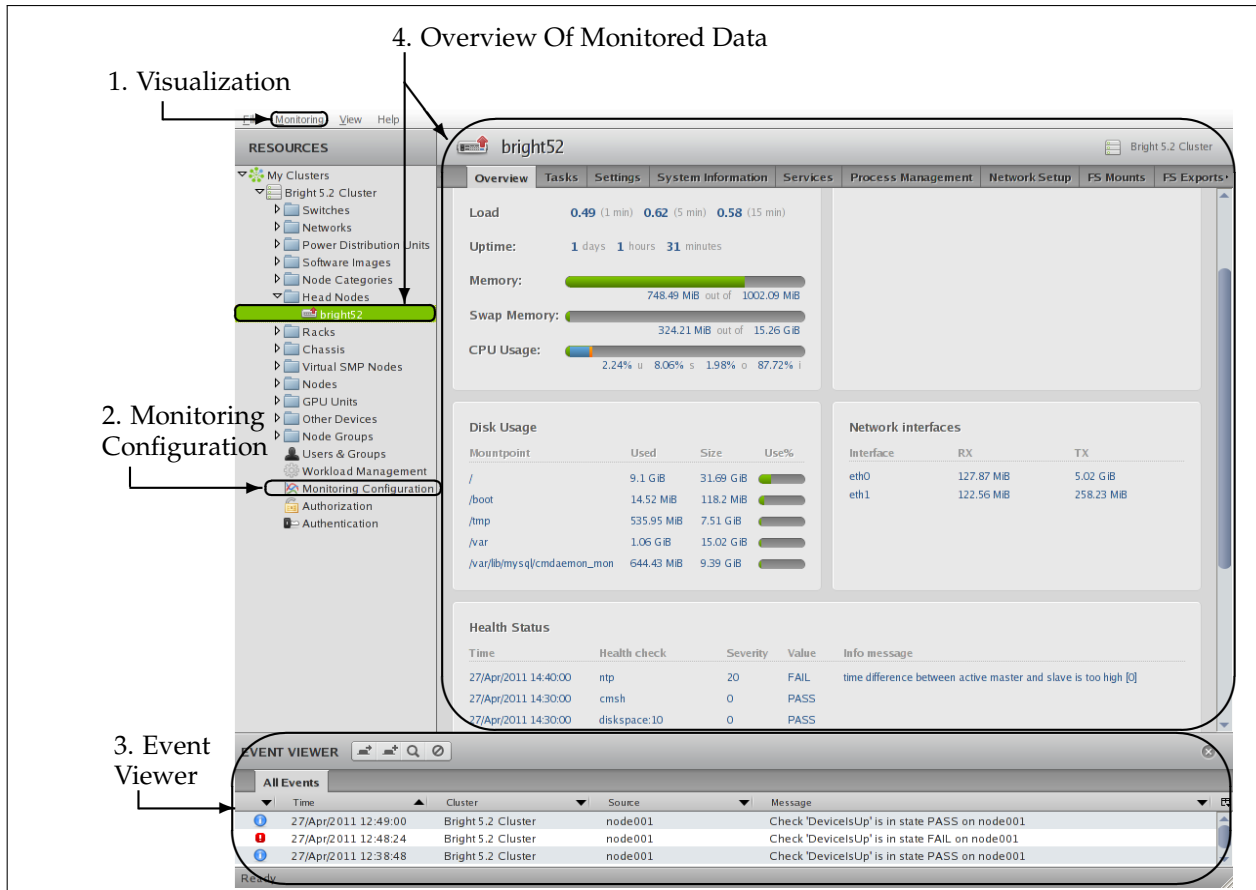 4. Overview Of Monitored Data
1. Visualization
Monitoring View Help
RESOURCES
bright52
Bright 5.2 Cluster
My Clusters
Bright 5.2 Cluster
Switches
Networks
Power Distribution Units
Software Images
Node Categories
Head Nodes
bright52
Racks
Chassis
Virtual SMP Nodes
Nodes
GPU Units
Other Devices
Node Groups
Users & Groups
Workload Management
Monitoring Configuration
Authorization
Authentication
2. Monitoring
Configuration
Overview Tasks Settings System Information Services Process Management Network Setup FS Mounts FS Exports
Load 0.49 (1 min) 0.62 (5 min) 0.58 (15 min)
Uptime: 1 days 1 hours 31 minutes
Memory:
748.49 MiB out of 1002.09 MiB
Swap Memory:
324.21 MiB out of 15.26 GiB
CPU Usage:
2.24% u 8.06% s 1.98% o 87.72% i
Disk Usage
Mountpoint Used Size Use%
/ 9.1 GiB 31.69 GiB
/boot 14.52 MiB 118.2 MiB
/tmp 535.95 MiB 7.51 GiB
/var 1.06 GiB 15.02 GiB
/var/lib/mysql/cmdaemon_mon 644.43 MiB 9.39 GiB
Network interfaces
Interface RX TX
eth0 127.87 MiB 5.02 GiB
eth1 122.56 MiB 258.23 MiB
Health Status
Time Health check Severity Value Info message
27/Apr/2011 14:40:00 ntp 20 FAIL time difference between active master and slave is too high [0]
27/Apr/2011 14:30:00 cmsh 0 PASS
27/Apr/2011 14:30:00 diskspace:10 0 PASS
3. Event
Viewer
EVENT VIEWER
All Events
Time Cluster Source Message
27/Apr/2011 12:49:00 Bright 5.2 Cluster node001 Check 'DeviceIsUp' is in state PASS on node001
27/Apr/2011 12:48:24 Bright 5.2 Cluster node001 Check 'DeviceIsUp' is in state FAIL on node001
27/Apr/2011 12:38:48 Bright 5.2 Cluster node001 Check 'DeviceIsUp' is in state PASS on node001
Ready